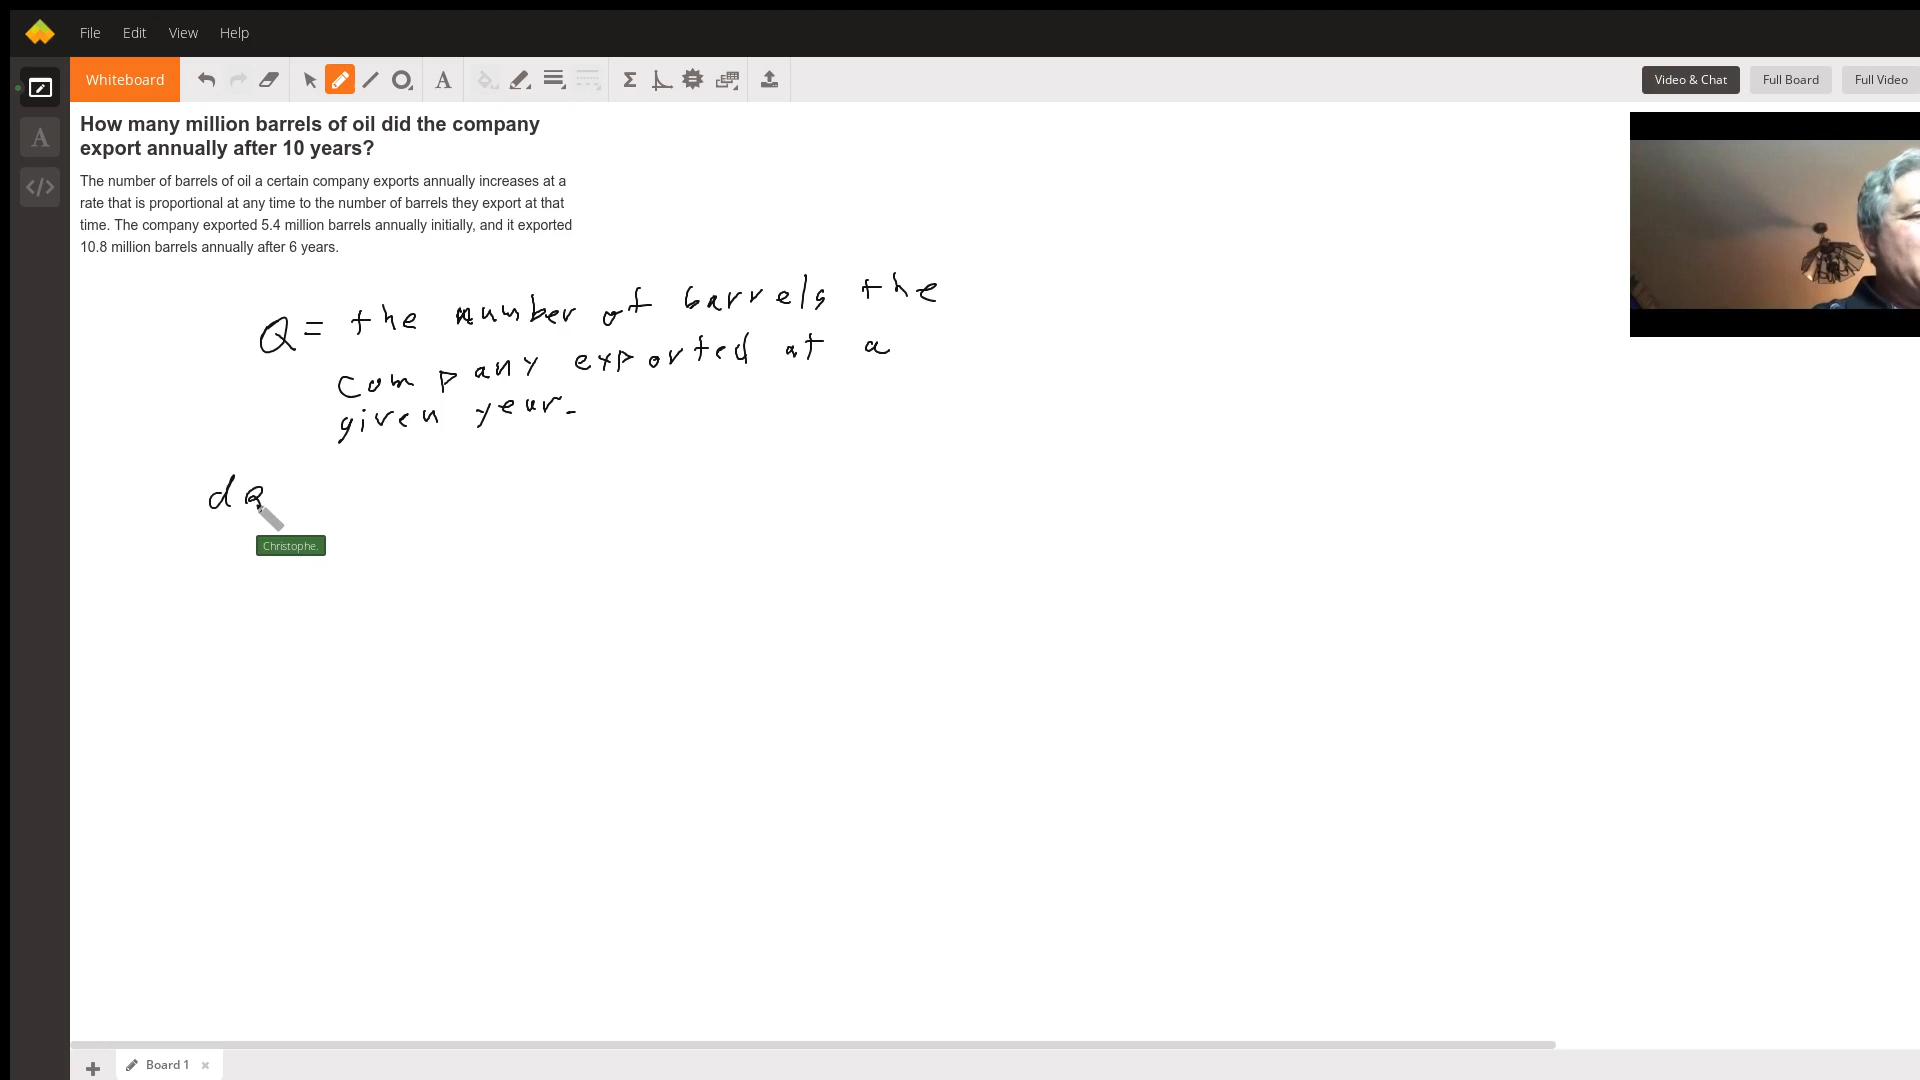 File Edit View Help
Whiteboard A Σ Video & Chat Full Board Full Video
A
</>
How many million barrels of oil did the company
export annually after 10 years?
The number of barrels of oil a certain company exports annually increases at a
rate that is proportional at any time to the number of barrels they export at that
time. The company exported 5.4 million barrels annually initially, and it exported
10.8 million barrels annually after 6 years.
Q = the number of barrels the
company exported at a
given year.
dQ
Christophe.
Board 1